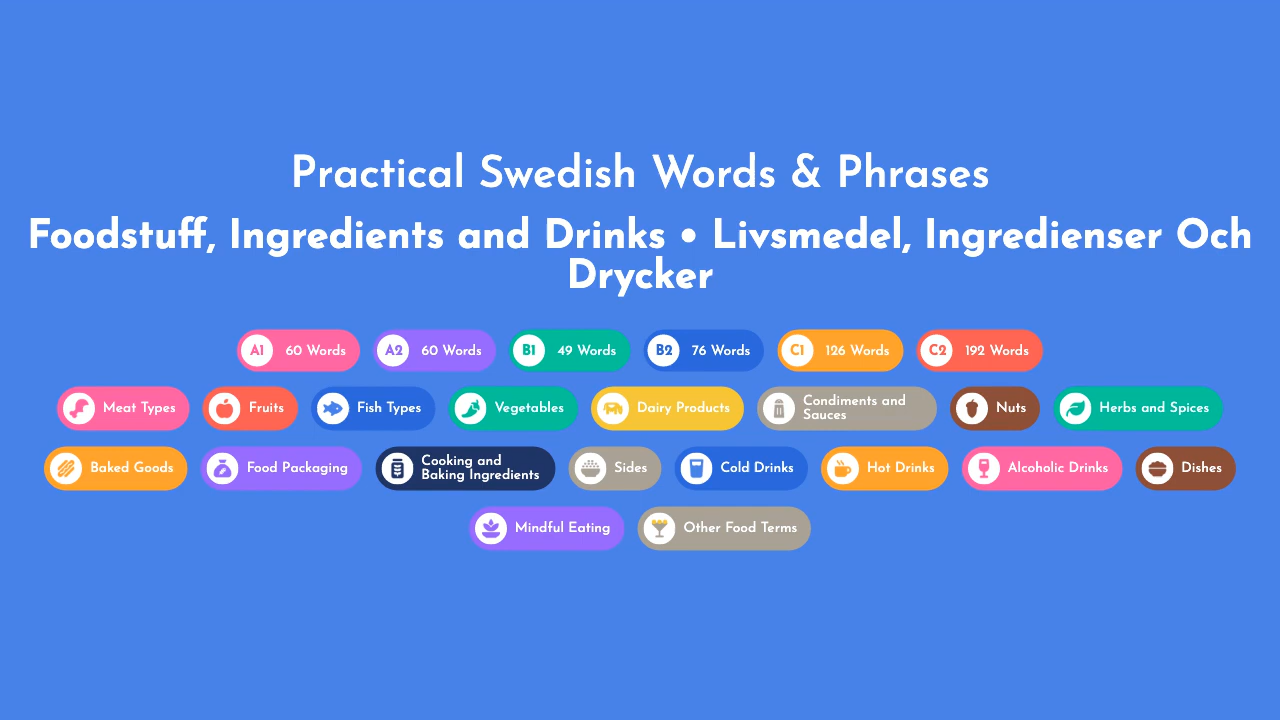 Practical Swedish Words & Phrases
Foodstuff, Ingredients and Drinks • Livsmedel, Ingredienser Och
Drycker
A1 60 Words A2 60 Words B1 49 Words B2 76 Words C1 126 Words C2 192 Words
Meat Types Fruits Fish Types Vegetables Dairy Products Condiments and Sauces Nuts Herbs and Spices
Baked Goods Food Packaging Cooking and Baking Ingredients Sides Cold Drinks Hot Drinks Alcoholic Drinks Dishes
Mindful Eating Other Food Terms